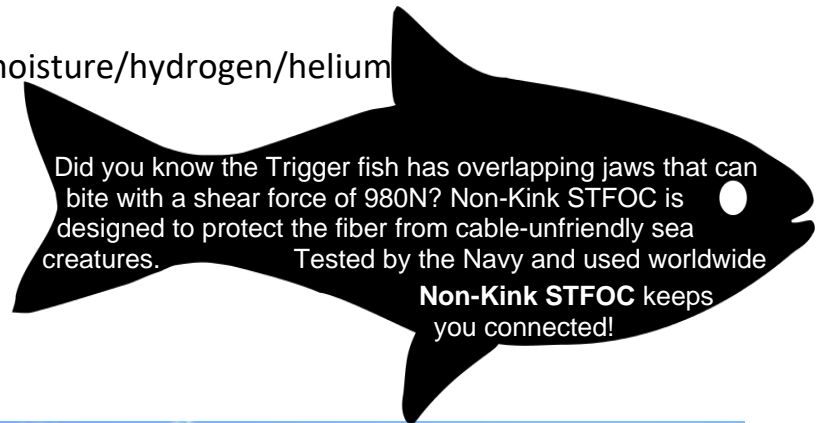 moisture/hydrogen/helium
Did you know the Trigger fish has overlapping jaws that can
bite with a shear force of 980N? Non-Kink STFOC is
designed to protect the fiber from cable-unfriendly sea
creatures. Tested by the Navy and used worldwide
Non-Kink STFOC keeps
you connected!